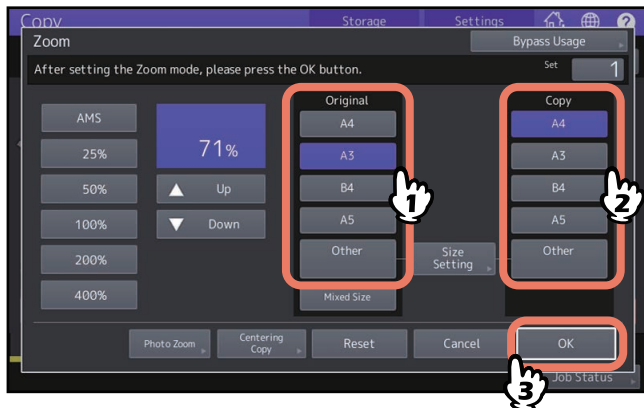 Copy
Storage
Settings
?
Zoom
Bypass Usage
After setting the Zoom mode, please press the OK button.
Set
1
AMS
25%
50%
100%
200%
400%
71%
Up
Down
Original
A4
A3
B4
A5
Other
Mixed Size
1
Size
Setting
Copy
A4
A3
B4
A5
Other
2
Photo Zoom
Centering
Copy
Reset
Cancel
OK
3
Job Status